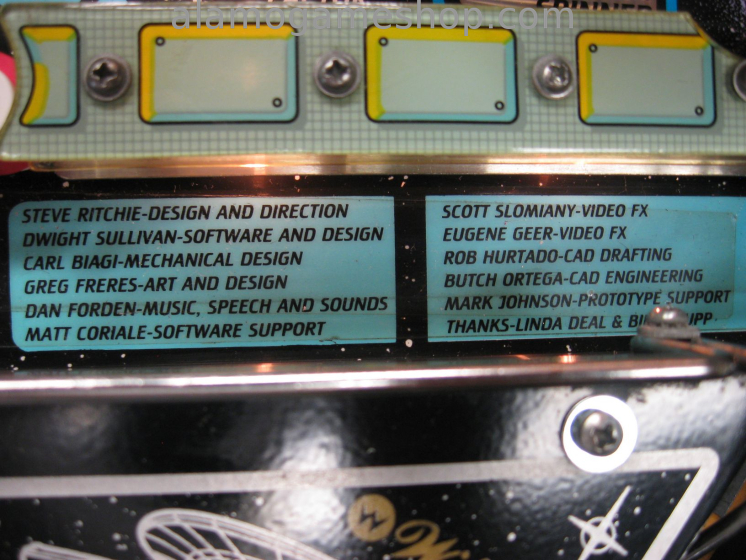 alamogameshop.com
STEVE RITCHIE-DESIGN AND DIRECTION
DWIGHT SULLIVAN-SOFTWARE AND DESIGN
CARL BIAGI-MECHANICAL DESIGN
GREG FRERES-ART AND DESIGN
DAN FORDEN-MUSIC, SPEECH AND SOUNDS
MATT CORIALE-SOFTWARE SUPPORT
SCOTT SLOMIANY-VIDEO FX
EUGENE GEER-VIDEO FX
ROB HURTADO-CAD DRAFTING
BUTCH ORTEGA-CAD ENGINEERING
MARK JOHNSON-PROTOTYPE SUPPORT
THANKS-LINDA DEAL &
W